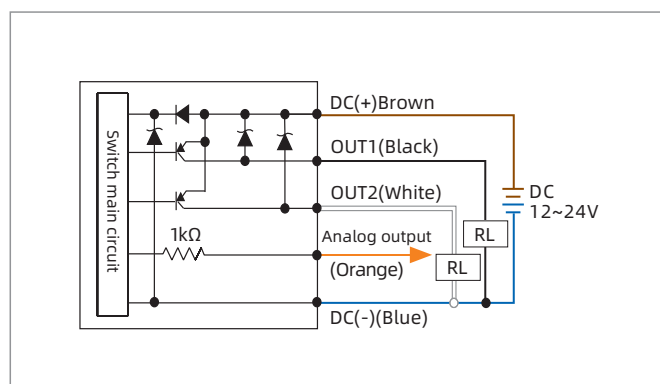 DC(+)Brown
OUT1(Black)
OUT2(White)
Switch main circuit
DC
12~24V
1kΩ
Analog output
(Orange)
RL
RL
DC(-)(Blue)